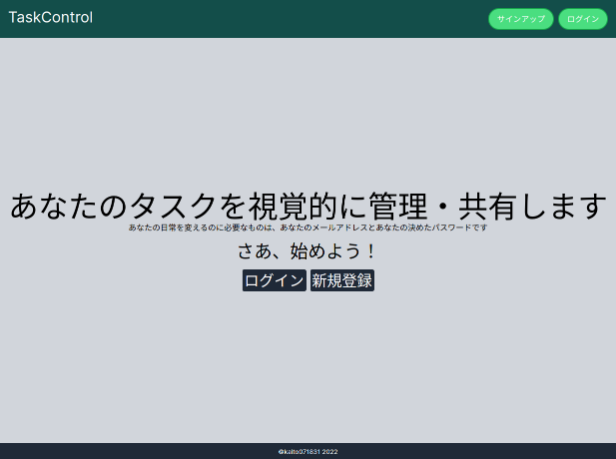 TaskControl
サインアップ ログイン
あなたのタスクを視覚的に管理・共有します
あなたの日常を変えるのに必要なものは、あなたのメールアドレスとあなたの決めたパスワードです
さあ、始めよう！
ログイン 新規登録
©kaito071831 2022